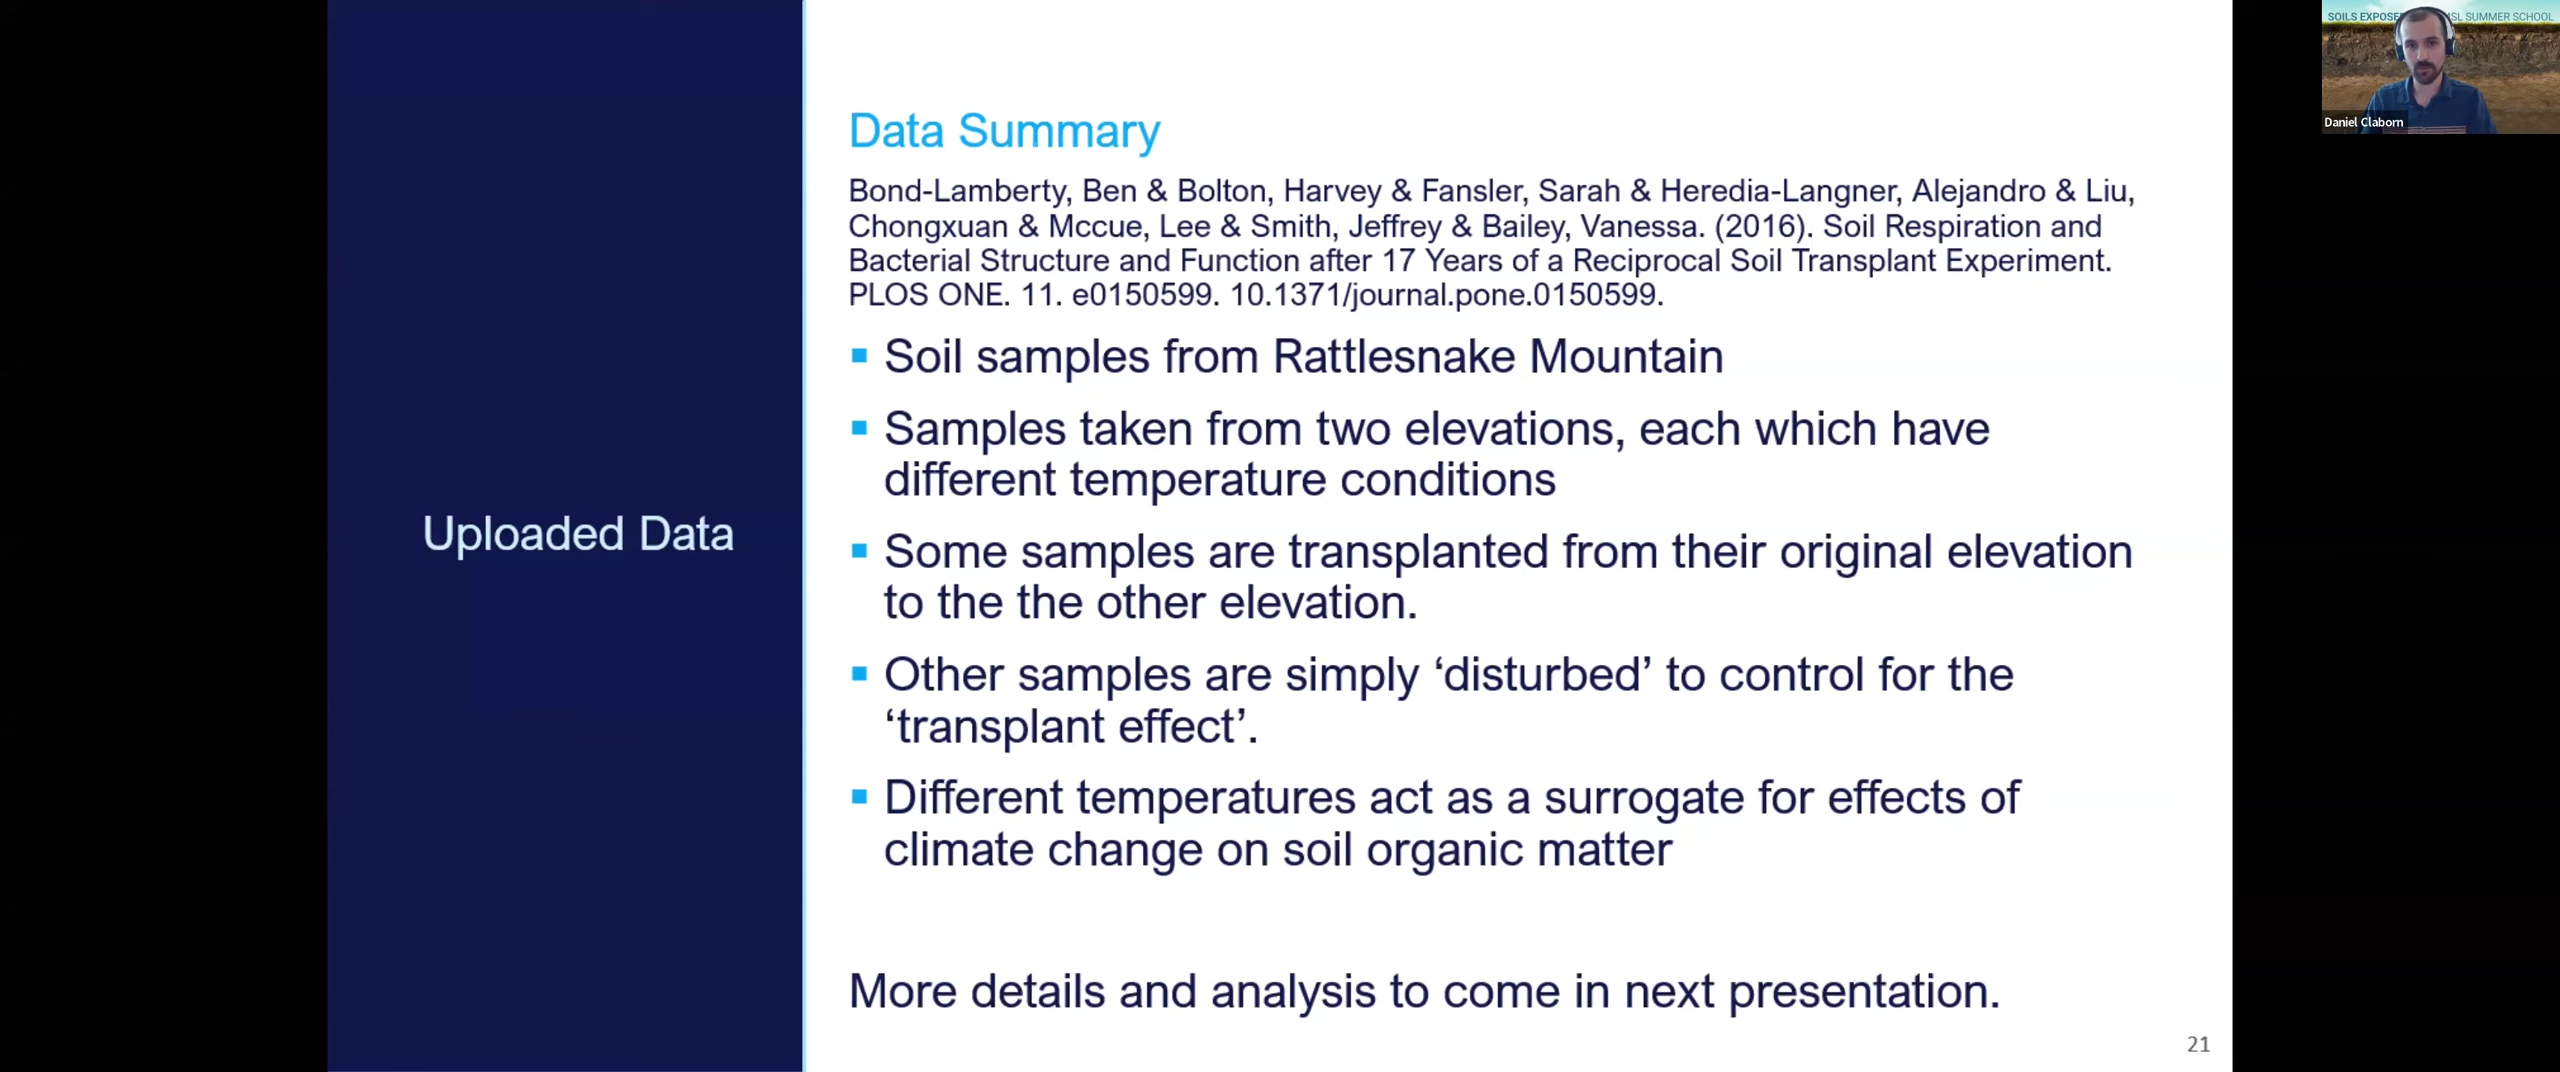 SOILS EXPOSE
SL SUMMER SCHOOL
Daniel Claborn
Uploaded Data
Data Summary
Bond-Lamberty, Ben & Bolton, Harvey & Fansler, Sarah & Heredia-Langner, Alejandro & Liu,
Chongxuan & Mccue, Lee & Smith, Jeffrey & Bailey, Vanessa. (2016). Soil Respiration and
Bacterial Structure and Function after 17 Years of a Reciprocal Soil Transplant Experiment.
PLOS ONE. 11. e0150599. 10.1371/journal.pone.0150599.
▪ Soil samples from Rattlesnake Mountain
▪ Samples taken from two elevations, each which have
different temperature conditions
▪ Some samples are transplanted from their original elevation
to the the other elevation.
▪ Other samples are simply ‘disturbed’ to control for the
‘transplant effect’.
▪ Different temperatures act as a surrogate for effects of
climate change on soil organic matter
More details and analysis to come in next presentation.
21